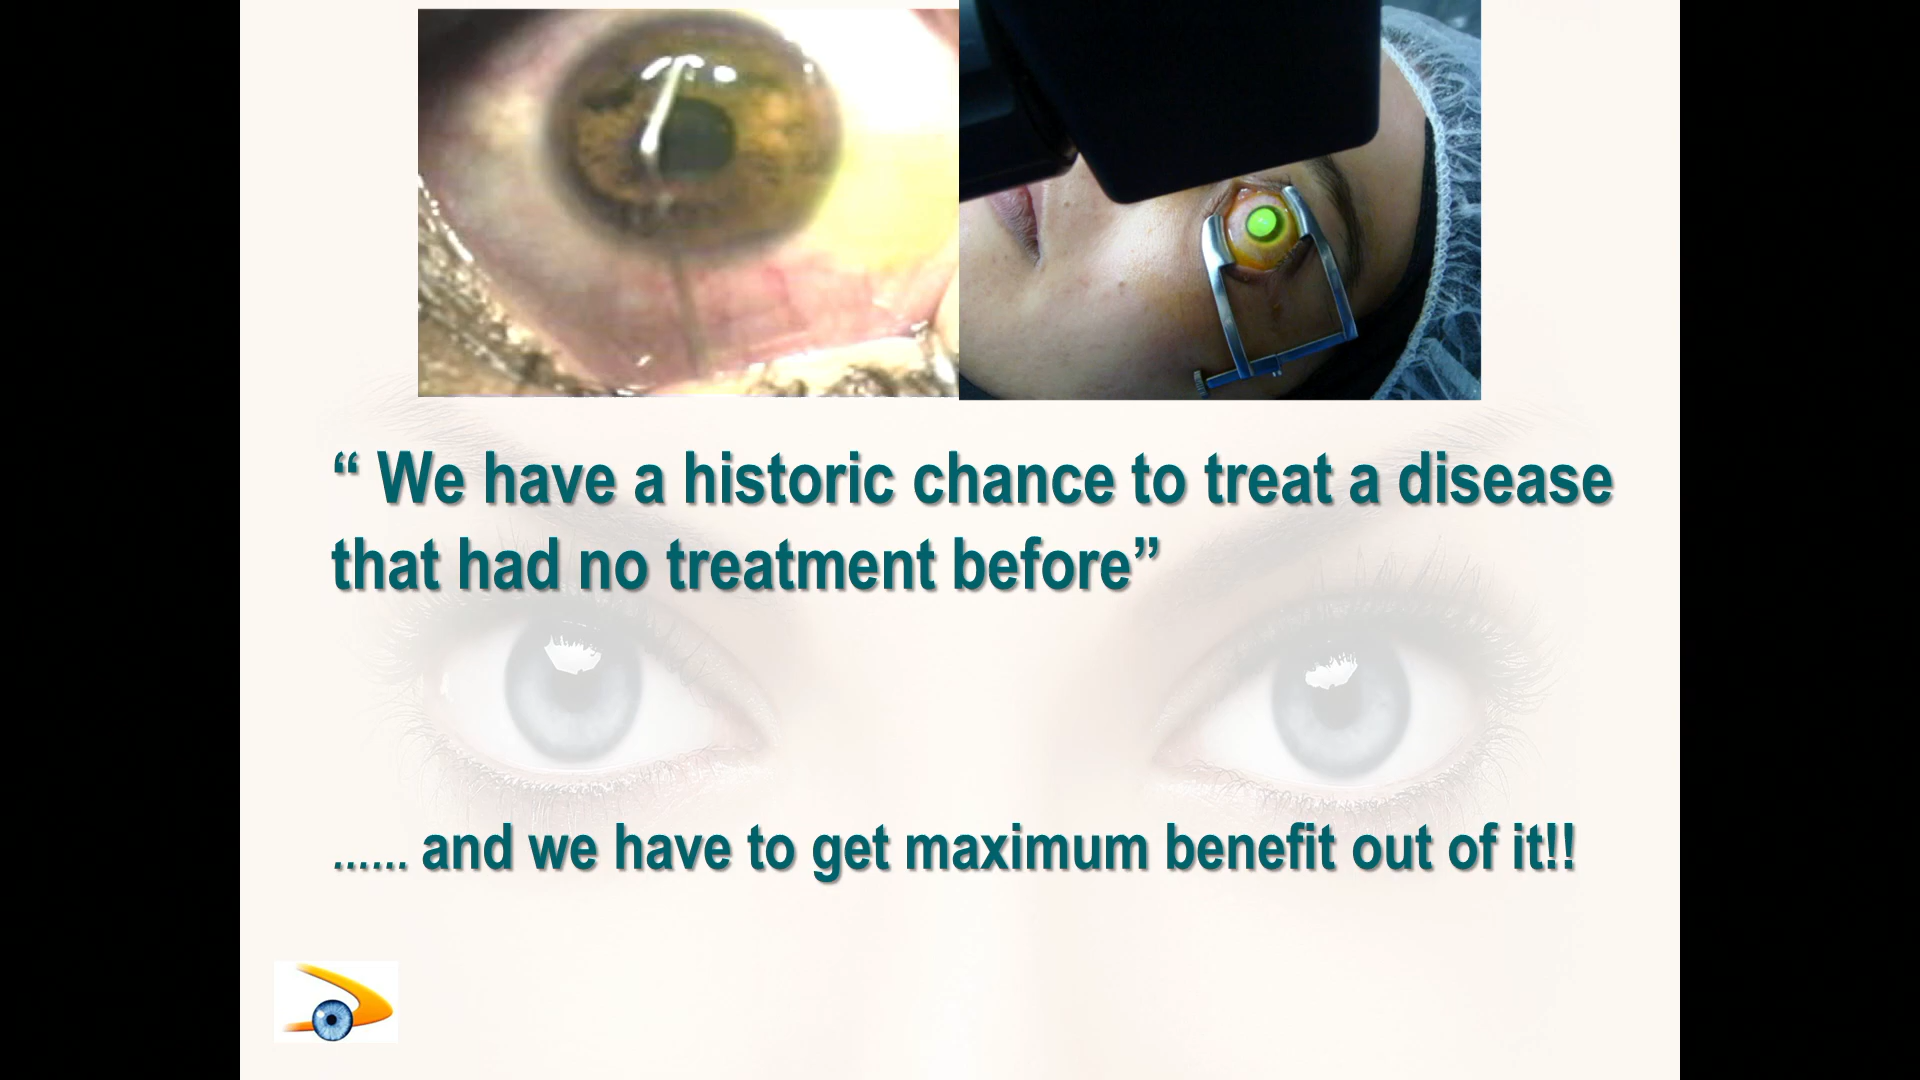 “ We have a historic chance to treat a disease
that had no treatment before”
...... and we have to get maximum benefit out of it!!